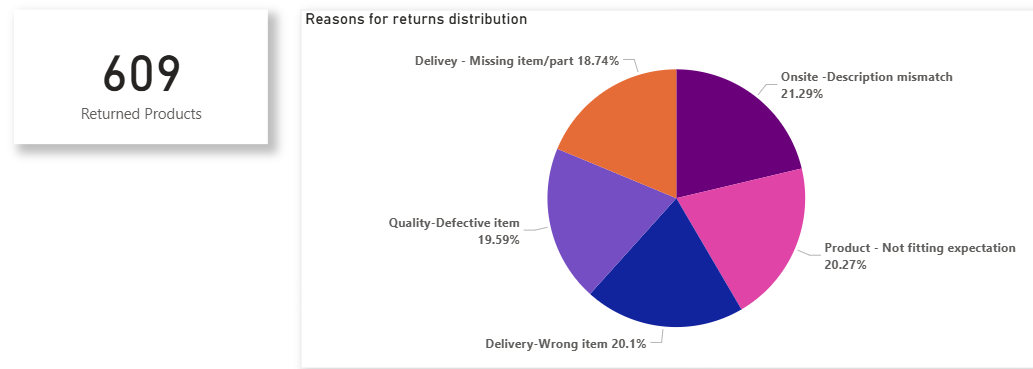 609
Returned Products
Reasons for returns distribution
Delivey - Missing item/part 18.74%
Onsite -Description mismatch
21.29%
Quality-Defective item
19.59%
Product - Not fitting expectation
20.27%
Delivery-Wrong item 20.1%